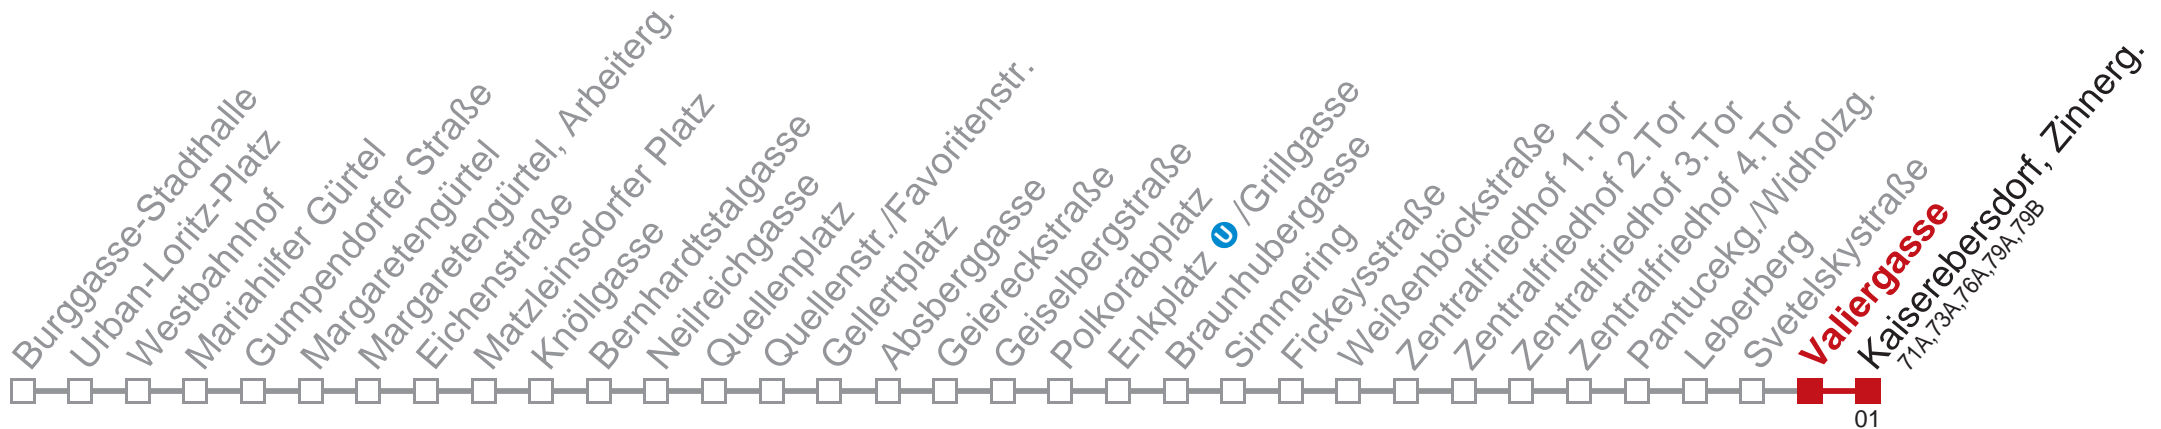 Burggasse-Stadthalle
Urban-Loritz-Platz
Westbahnhof
Mariahilfer Gürtel
Gumpendorfer Straße
Margaretengürtel
Margaretengürtel, Arbeiterg.
Eichenstraße
Matzleinsdorfer Platz
Knöllgasse
Bernhardtstalgasse
Neilreichgasse
Quellenplatz
Quellenstr./Favoritenstr.
Gellertplatz
Absberggasse
Geiereckstraße
Geiselbergstraße
Polkorabplatz
Enkplatz U /Grillgasse
Braunhubergasse
Simmering
Fickeysstraße
Weißenböckstraße
Zentralfriedhof 1.Tor
Zentralfriedhof 2.Tor
Zentralfriedhof 3.Tor
Zentralfriedhof 4.Tor
Pantucekg./Widholzg.
Leberberg
Svetelskystraße
Valiergasse
Kaiserebersdorf, Zinnerg.
71A,73A,76A,79A,79B
01